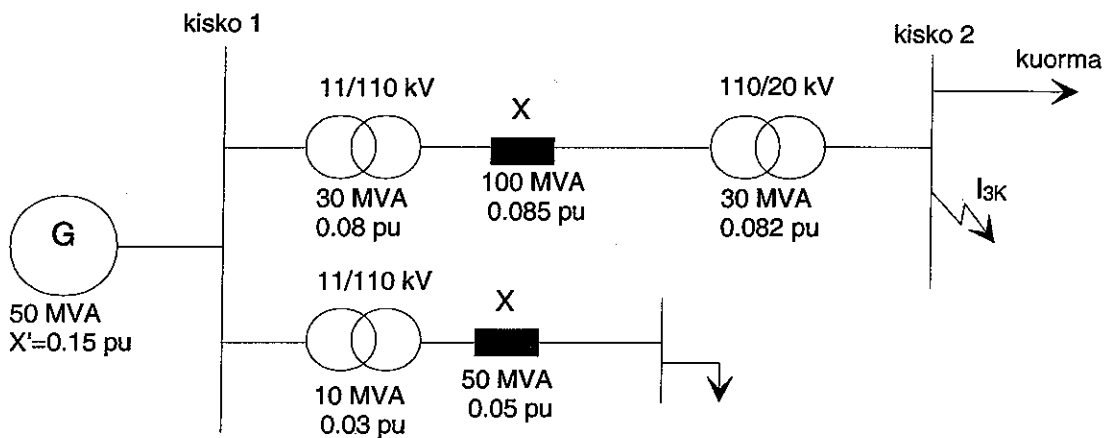 kisko 1
kisko 2
kuorma
11/110 kV
X
110/20 kV
30 MVA
0.08 pu
100 MVA
0.085 pu
30 MVA
0.082 pu
I3K
G
50 MVA
X'=0.15 pu
11/110 kV
X
10 MVA
0.03 pu
50 MVA
0.05 pu